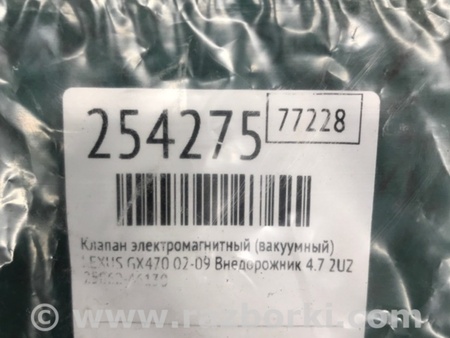 254275
77228
Клапан электромагнитный (вакуумный)
LEXUS GX470 02-09 Внедорожник 4.7 2UZ